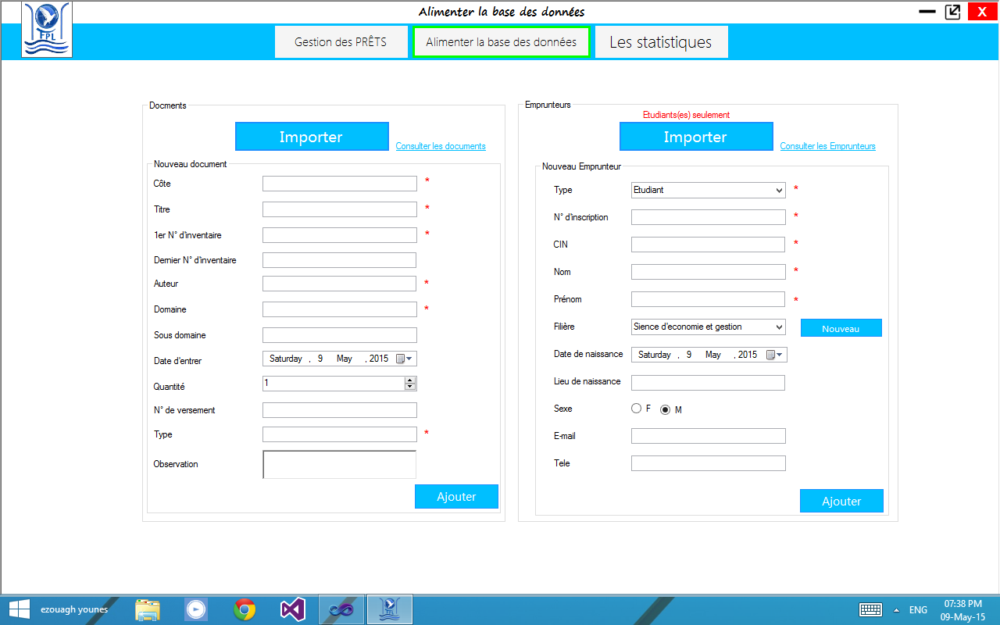 Alimenter la base des données
X
FPL
Gestion des PRÊTS
Alimenter la base des données
Les statistiques
Docments
Importer
Consulter les documents
Nouveau document
Côte *
Titre *
1er N° d'inventaire *
Dernier N° d'inventaire
Auteur *
Domaine *
Sous domaine
Date d'entrer Saturday , 9 May , 2015
Quantité 1
N° de versement
Type *
Observation
Ajouter
Emprunteurs
Etudiants(es) seulement
Importer
Consulter les Emprunteurs
Nouveau Emprunteur
Type Etudiant *
N° d'inscription *
CIN *
Nom *
Prénom *
Filière Sience d'economie et gestion Nouveau
Date de naissance Saturday , 9 May , 2015
Lieu de naissance
Sexe F M
E-mail
Tele
Ajouter
ezouagh younes
ENG
07:38 PM
09-May-15